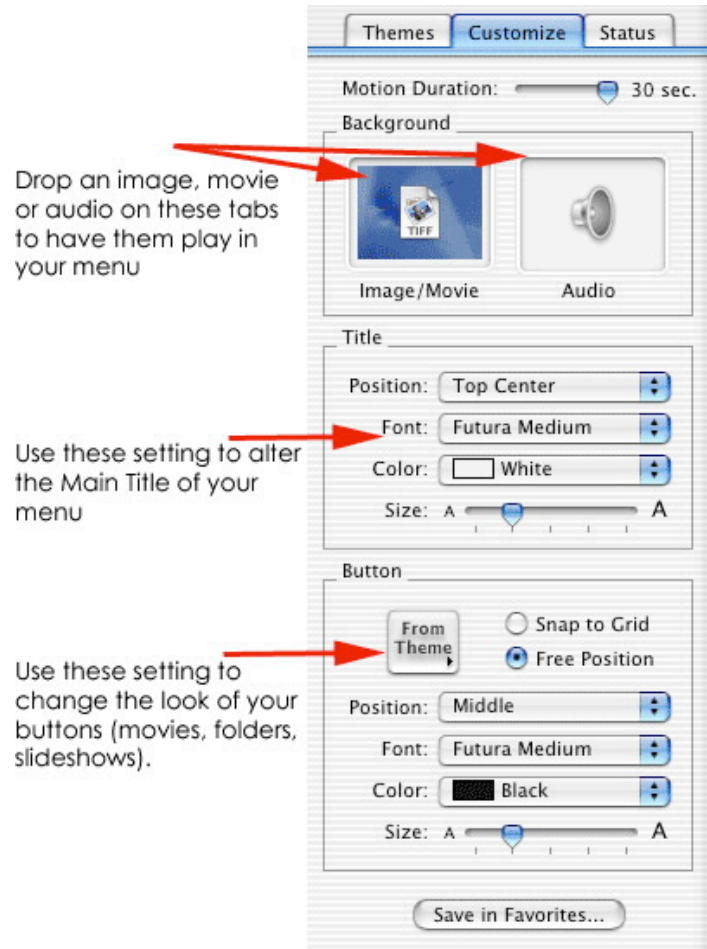 Themes Customize Status
Motion Duration: 30 sec.
Background
Drop an image, movie
or audio on these tabs
to have them play in
your menu
TIFF
Image/Movie Audio
Title
Position: Top Center
Font: Futura Medium
Color: White
Size: A A
Use these setting to alter
the Main Title of your
menu
Button
From
Theme
Snap to Grid
Free Position
Use these setting to
change the look of your
buttons (movies, folders,
slideshows).
Position: Middle
Font: Futura Medium
Color: Black
Size: A A
Save in Favorites...